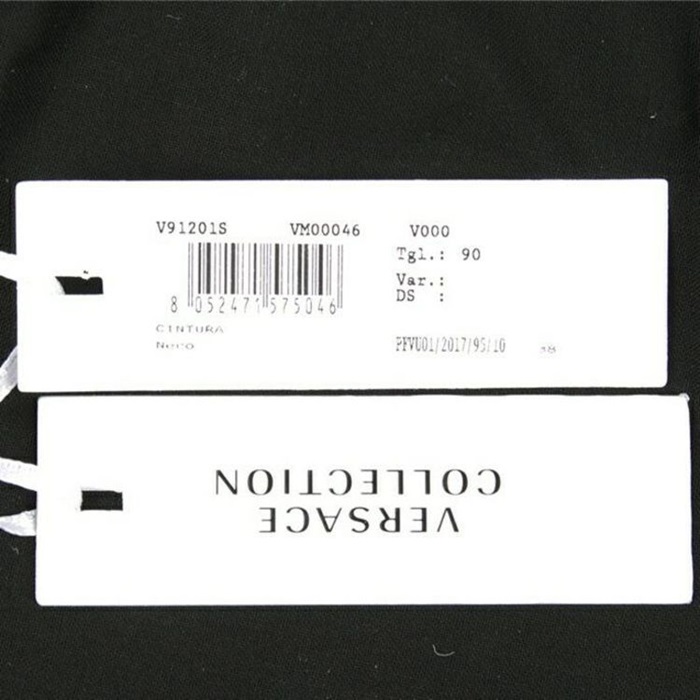 V91201S VM00046 V000
Tgl.: 90
Var.:
DS :
8 052471 575046
CINTURA
Nero
PFVU01/2017/95/10
VERSACE
COLLECTION